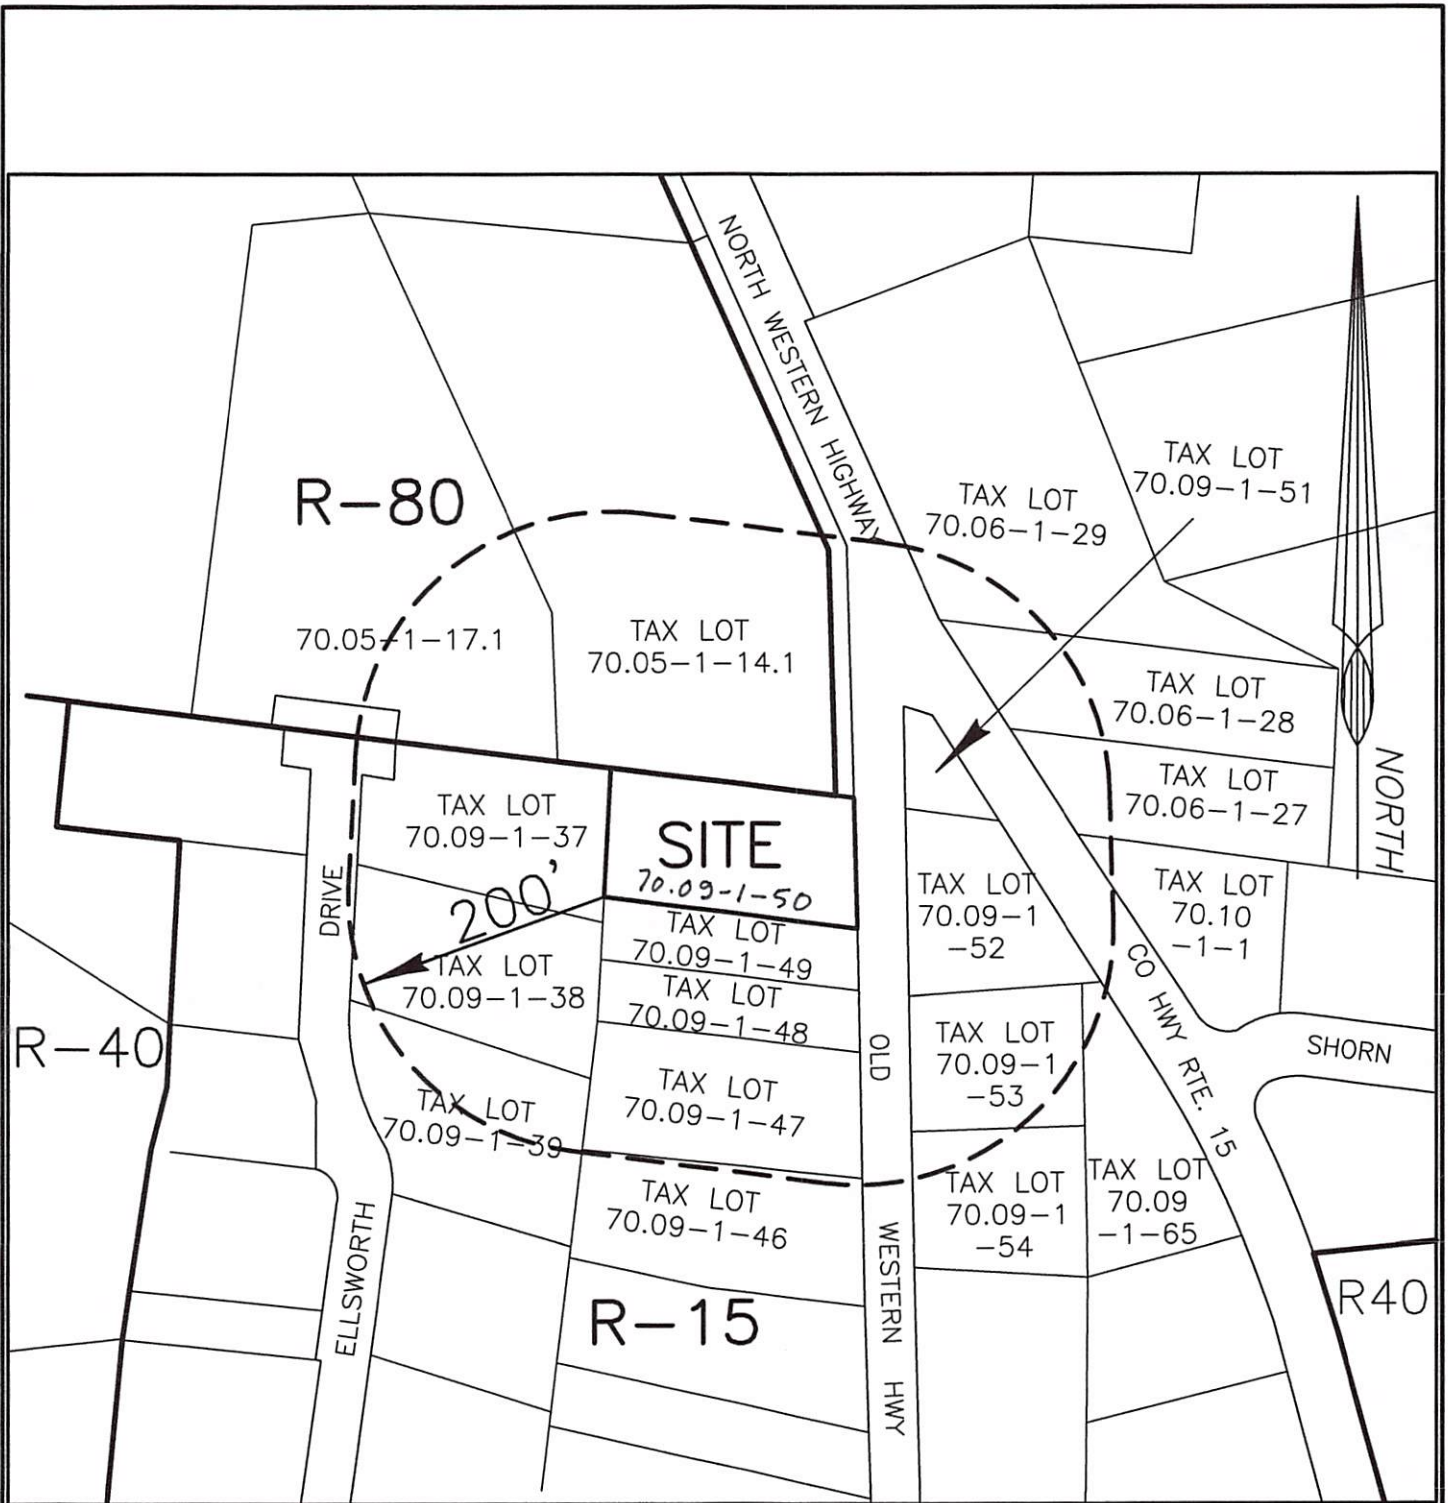 NORTH WESTERN HIGHWAY
TAX LOT
70.09-1-51
TAX LOT
70.06-1-29
R-80
70.05-1-17.1
TAX LOT
70.05-1-14.1
TAX LOT
70.06-1-28
TAX LOT
70.06-1-27
NORTH
TAX LOT
70.09-1-37
SITE
70.09-1-50
200'
DRIVE
TAX LOT
70.09-1
-52
TAX LOT
70.10
-1-1
TAX LOT
70.09-1-49
TAX LOT
70.09-1-38
TAX LOT
70.09-1-48
R-40
OLD
TAX LOT
70.09-1
-53
CO HWY RTE. 15
SHORN
TAX LOT
70.09-1-39
TAX LOT
70.09-1-47
TAX LOT
70.09-1-46
TAX LOT
70.09-1
-54
TAX LOT
70.09
-1-65
ELLSWORTH
WESTERN HWY
R-15
R40